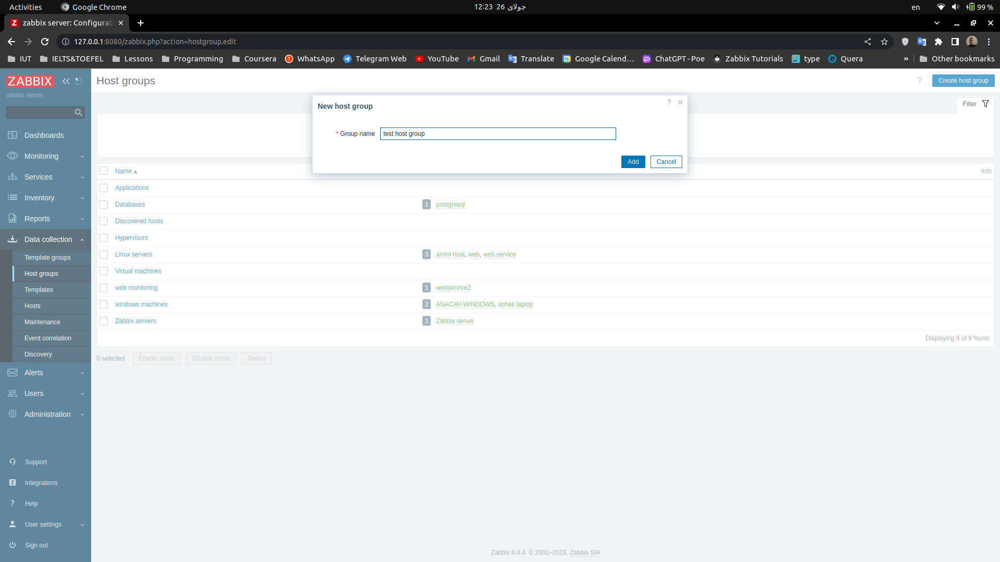 Activities Google Chrome 12:23 26 جولای en 99 %
zabbix server: Configurat
127.0.0.1:8080/zabbix.php?action=hostgroup.edit
IUT IELTS&TOEFEL Lessons Programming Coursera WhatsApp Telegram Web YouTube Gmail Translate Google Calend… ChatGPT - Poe Zabbix Tutorials type Quera » Other bookmarks
ZABBIX
zabbix server
Dashboards
Monitoring
Services
Inventory
Reports
Data collection
Template groups
Host groups
Templates
Hosts
Maintenance
Event correlation
Discovery
Alerts
Users
Administration
Support
Integrations
Help
User settings
Sign out
Host groups ? Create host group
Filter
New host group ?
* Group name test host group
Add Cancel
Name Info
Applications
Databases 1 postgresql
Discovered hosts
Hypervisors
Linux servers 3 amini host, web, web service
Virtual machines
web monitoring 1 webservice2
windows machines 2 ANACAV-WINDOWS, soheil laptop
Zabbix servers 1 Zabbix server
Displaying 9 of 9 found
0 selected Enable hosts Disable hosts Delete
Zabbix 6.4.4. © 2001–2023, Zabbix SIA